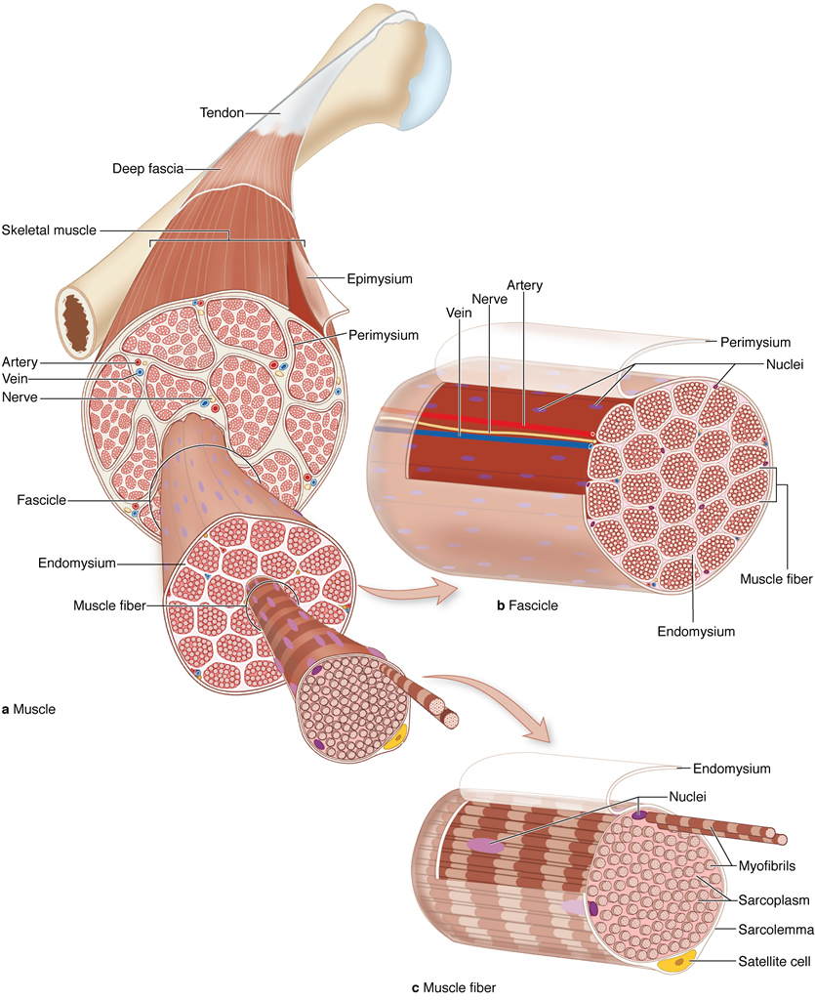 Tendon
Deep fascia
Skeletal muscle
Epimysium
Perimysium
Artery
Vein
Nerve
Fascicle
Endomysium
Muscle fiber
a Muscle
Artery
Nerve
Vein
Perimysium
Nuclei
Muscle fiber
Endomysium
b Fascicle
Endomysium
Nuclei
Myofibrils
Sarcoplasm
Sarcolemma
Satellite cell
c Muscle fiber